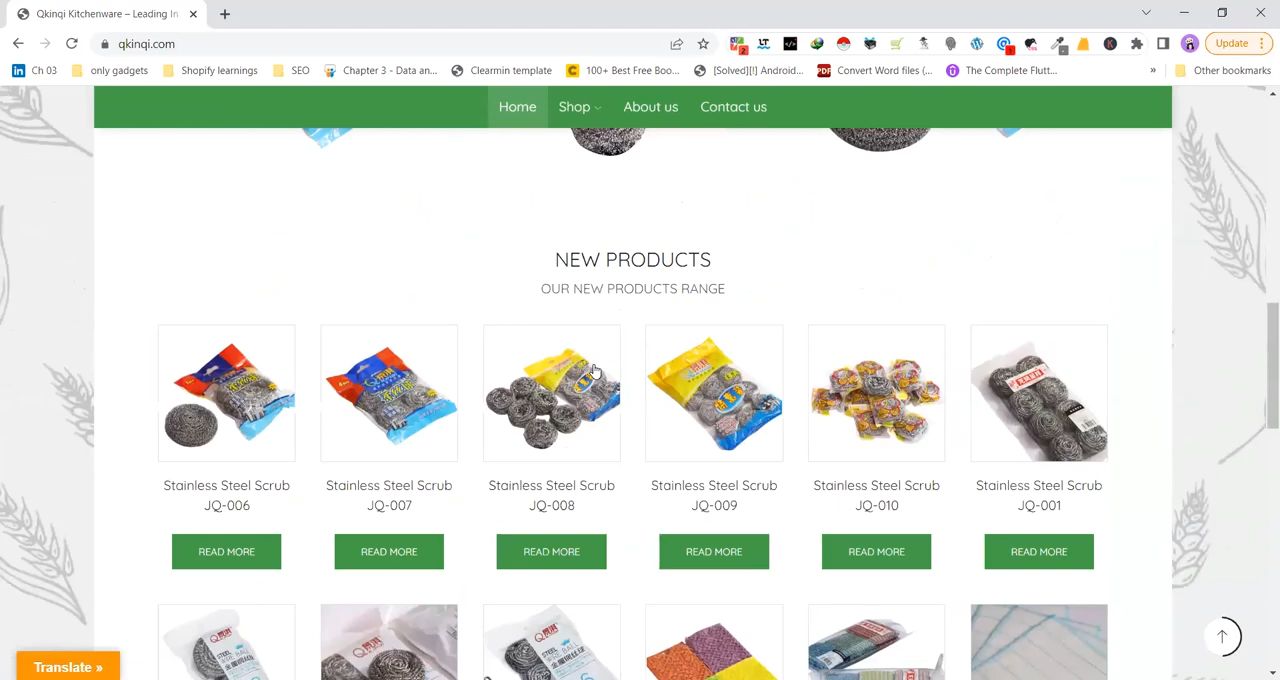 Qkinqi Kitchenware – Leading In
qkinqi.com
Update
Ch 03
only gadgets
Shopify learnings
SEO
Chapter 3 - Data an...
Clearmin template
100+ Best Free Boo...
[Solved][!] Android...
Convert Word files (...
The Complete Flutt...
»
Other bookmarks
Home
Shop
About us
Contact us
NEW PRODUCTS
OUR NEW PRODUCTS RANGE
Stainless Steel Scrub
JQ-006
Stainless Steel Scrub
JQ-007
Stainless Steel Scrub
JQ-008
Stainless Steel Scrub
JQ-009
Stainless Steel Scrub
JQ-010
Stainless Steel Scrub
JQ-001
READ MORE
READ MORE
READ MORE
READ MORE
READ MORE
READ MORE
Translate »